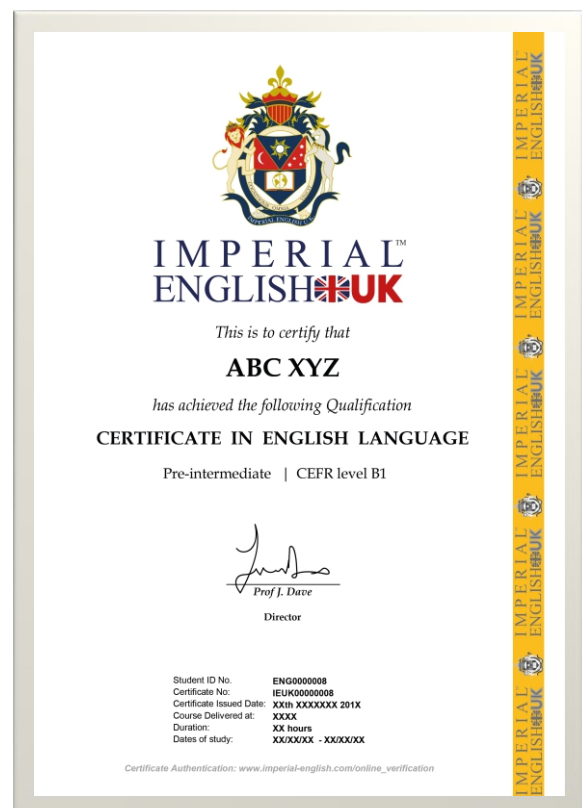 IMPERIAL ENGLISH U.K
IMPERIAL™
ENGLISH UK
This is to certify that
ABC XYZ
has achieved the following Qualification
CERTIFICATE IN ENGLISH LANGUAGE
Pre-intermediate | CEFR level B1
Prof J. Dave
Director
Student ID No. ENG0000008
Certificate No: IEUK00000008
Certificate Issued Date: XXth XXXXXXX 201X
Course Delivered at: XXXX
Duration: XX hours
Dates of study: XX/XX/XX - XX/XX/XX
Certificate Authentication: www.imperial-english.com/online_verification
IMPERIAL
ENGLISH UK
IMPERIAL
ENGLISH UK
IMPERIAL
ENGLISH UK
IMPERIAL
ENGLISH UK
IMPERIAL
ENGLISH UK